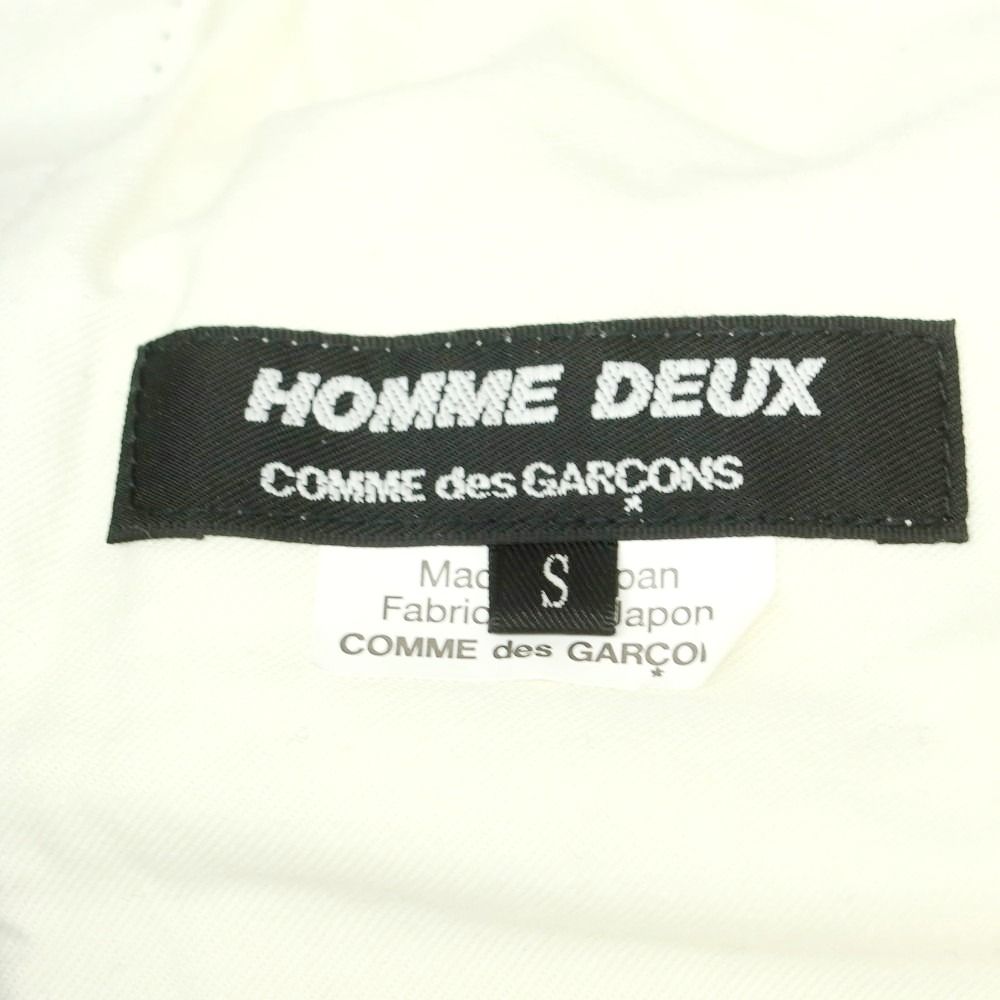 HOMME DEUX
COMME des GARÇONS
S
Mac pan
Fabric Japon
COMME des GARÇO